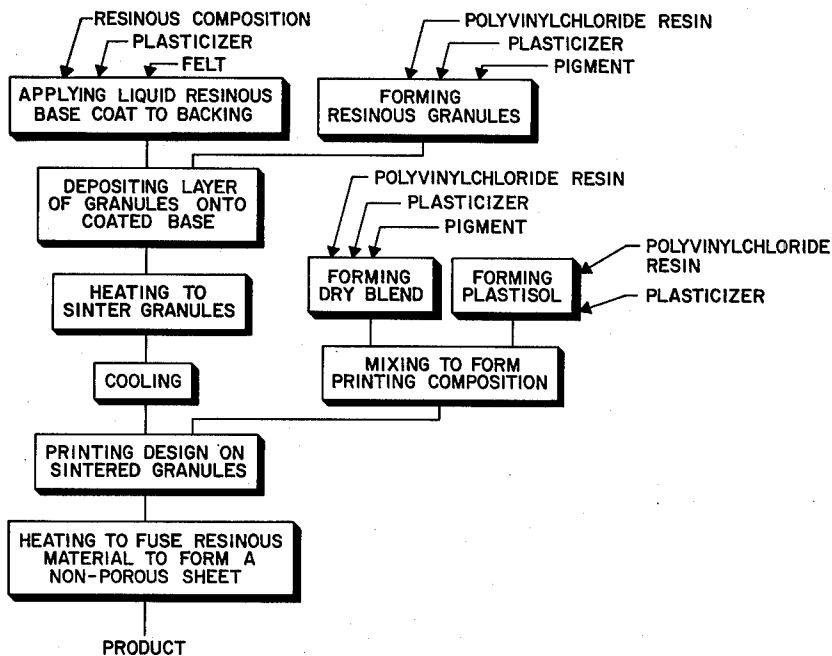 RESINOUS COMPOSITION
PLASTICIZER
FELT
APPLYING LIQUID RESINOUS
BASE COAT TO BACKING
POLYVINYLCHLORIDE RESIN
PLASTICIZER
PIGMENT
FORMING
RESINOUS GRANULES
DEPOSITING LAYER
OF GRANULES ONTO
COATED BASE
POLYVINYLCHLORIDE RESIN
PLASTICIZER
PIGMENT
FORMING
DRY BLEND
FORMING
PLASTISOL
POLYVINYLCHLORIDE
RESIN
PLASTICIZER
HEATING TO
SINTER GRANULES
MIXING TO FORM
PRINTING COMPOSITION
COOLING
PRINTING DESIGN ON
SINTERED GRANULES
HEATING TO FUSE RESINOUS
MATERIAL TO FORM A
NON-POROUS SHEET
PRODUCT